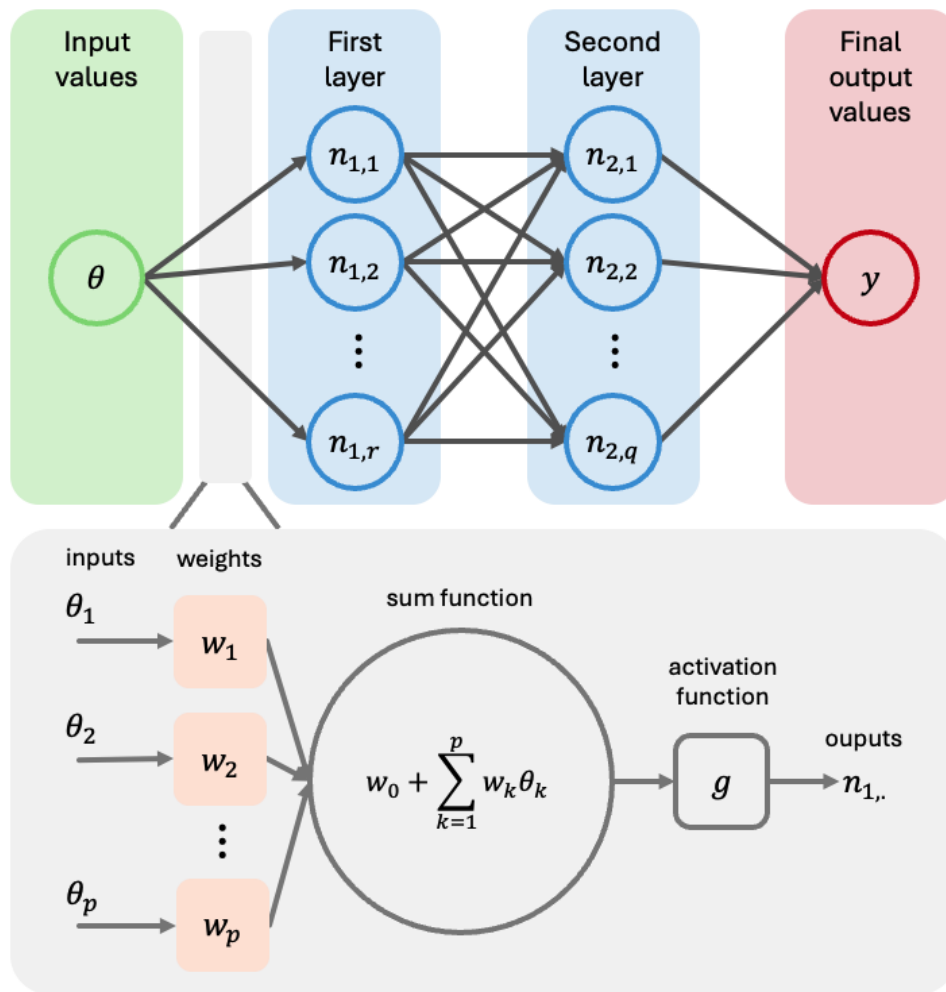 Input
values
First
layer
Second
layer
Final
output
values
θ
n₁,₁
n₁,₂
⋮
n₁,ᵣ
n₂,₁
n₂,₂
⋮
n₂,q
y
inputs
weights
θ₁
w₁
θ₂
w₂
⋮
θₚ
wₚ
sum function
w₀ + ∑ₖ₌₁ᵖ wₖθₖ
activation
function
g
ouputs
n₁,.